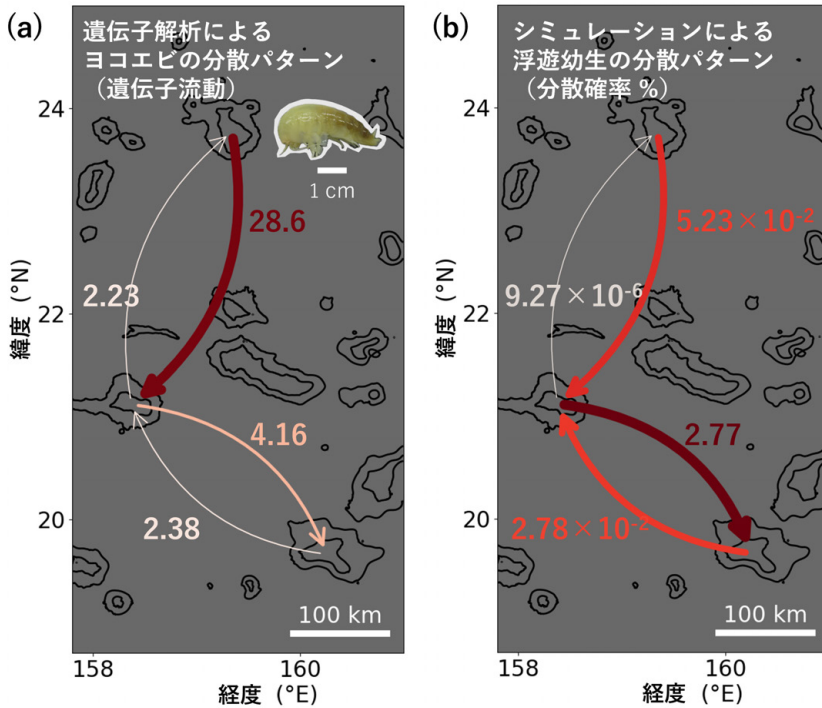 (a)
遺伝子解析による
ヨコエビの分散パターン
（遺伝子流動）
1 cm
28.6
2.23
4.16
2.38
100 km
24
22
20
緯度 (°N)
158
160
経度 (°E)
(b)
シミュレーションによる
浮遊幼生の分散パターン
（分散確率 %）
5.23×10⁻²
9.27×10⁻⁶
2.77
2.78×10⁻²
100 km
24
22
20
緯度 (°N)
158
160
経度 (°E)